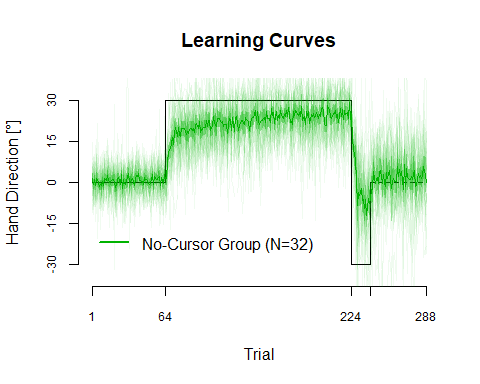 Learning Curves
Hand Direction [°]
30
15
0
-15
-30
No-Cursor Group (N=32)
1 64 224 288
Trial